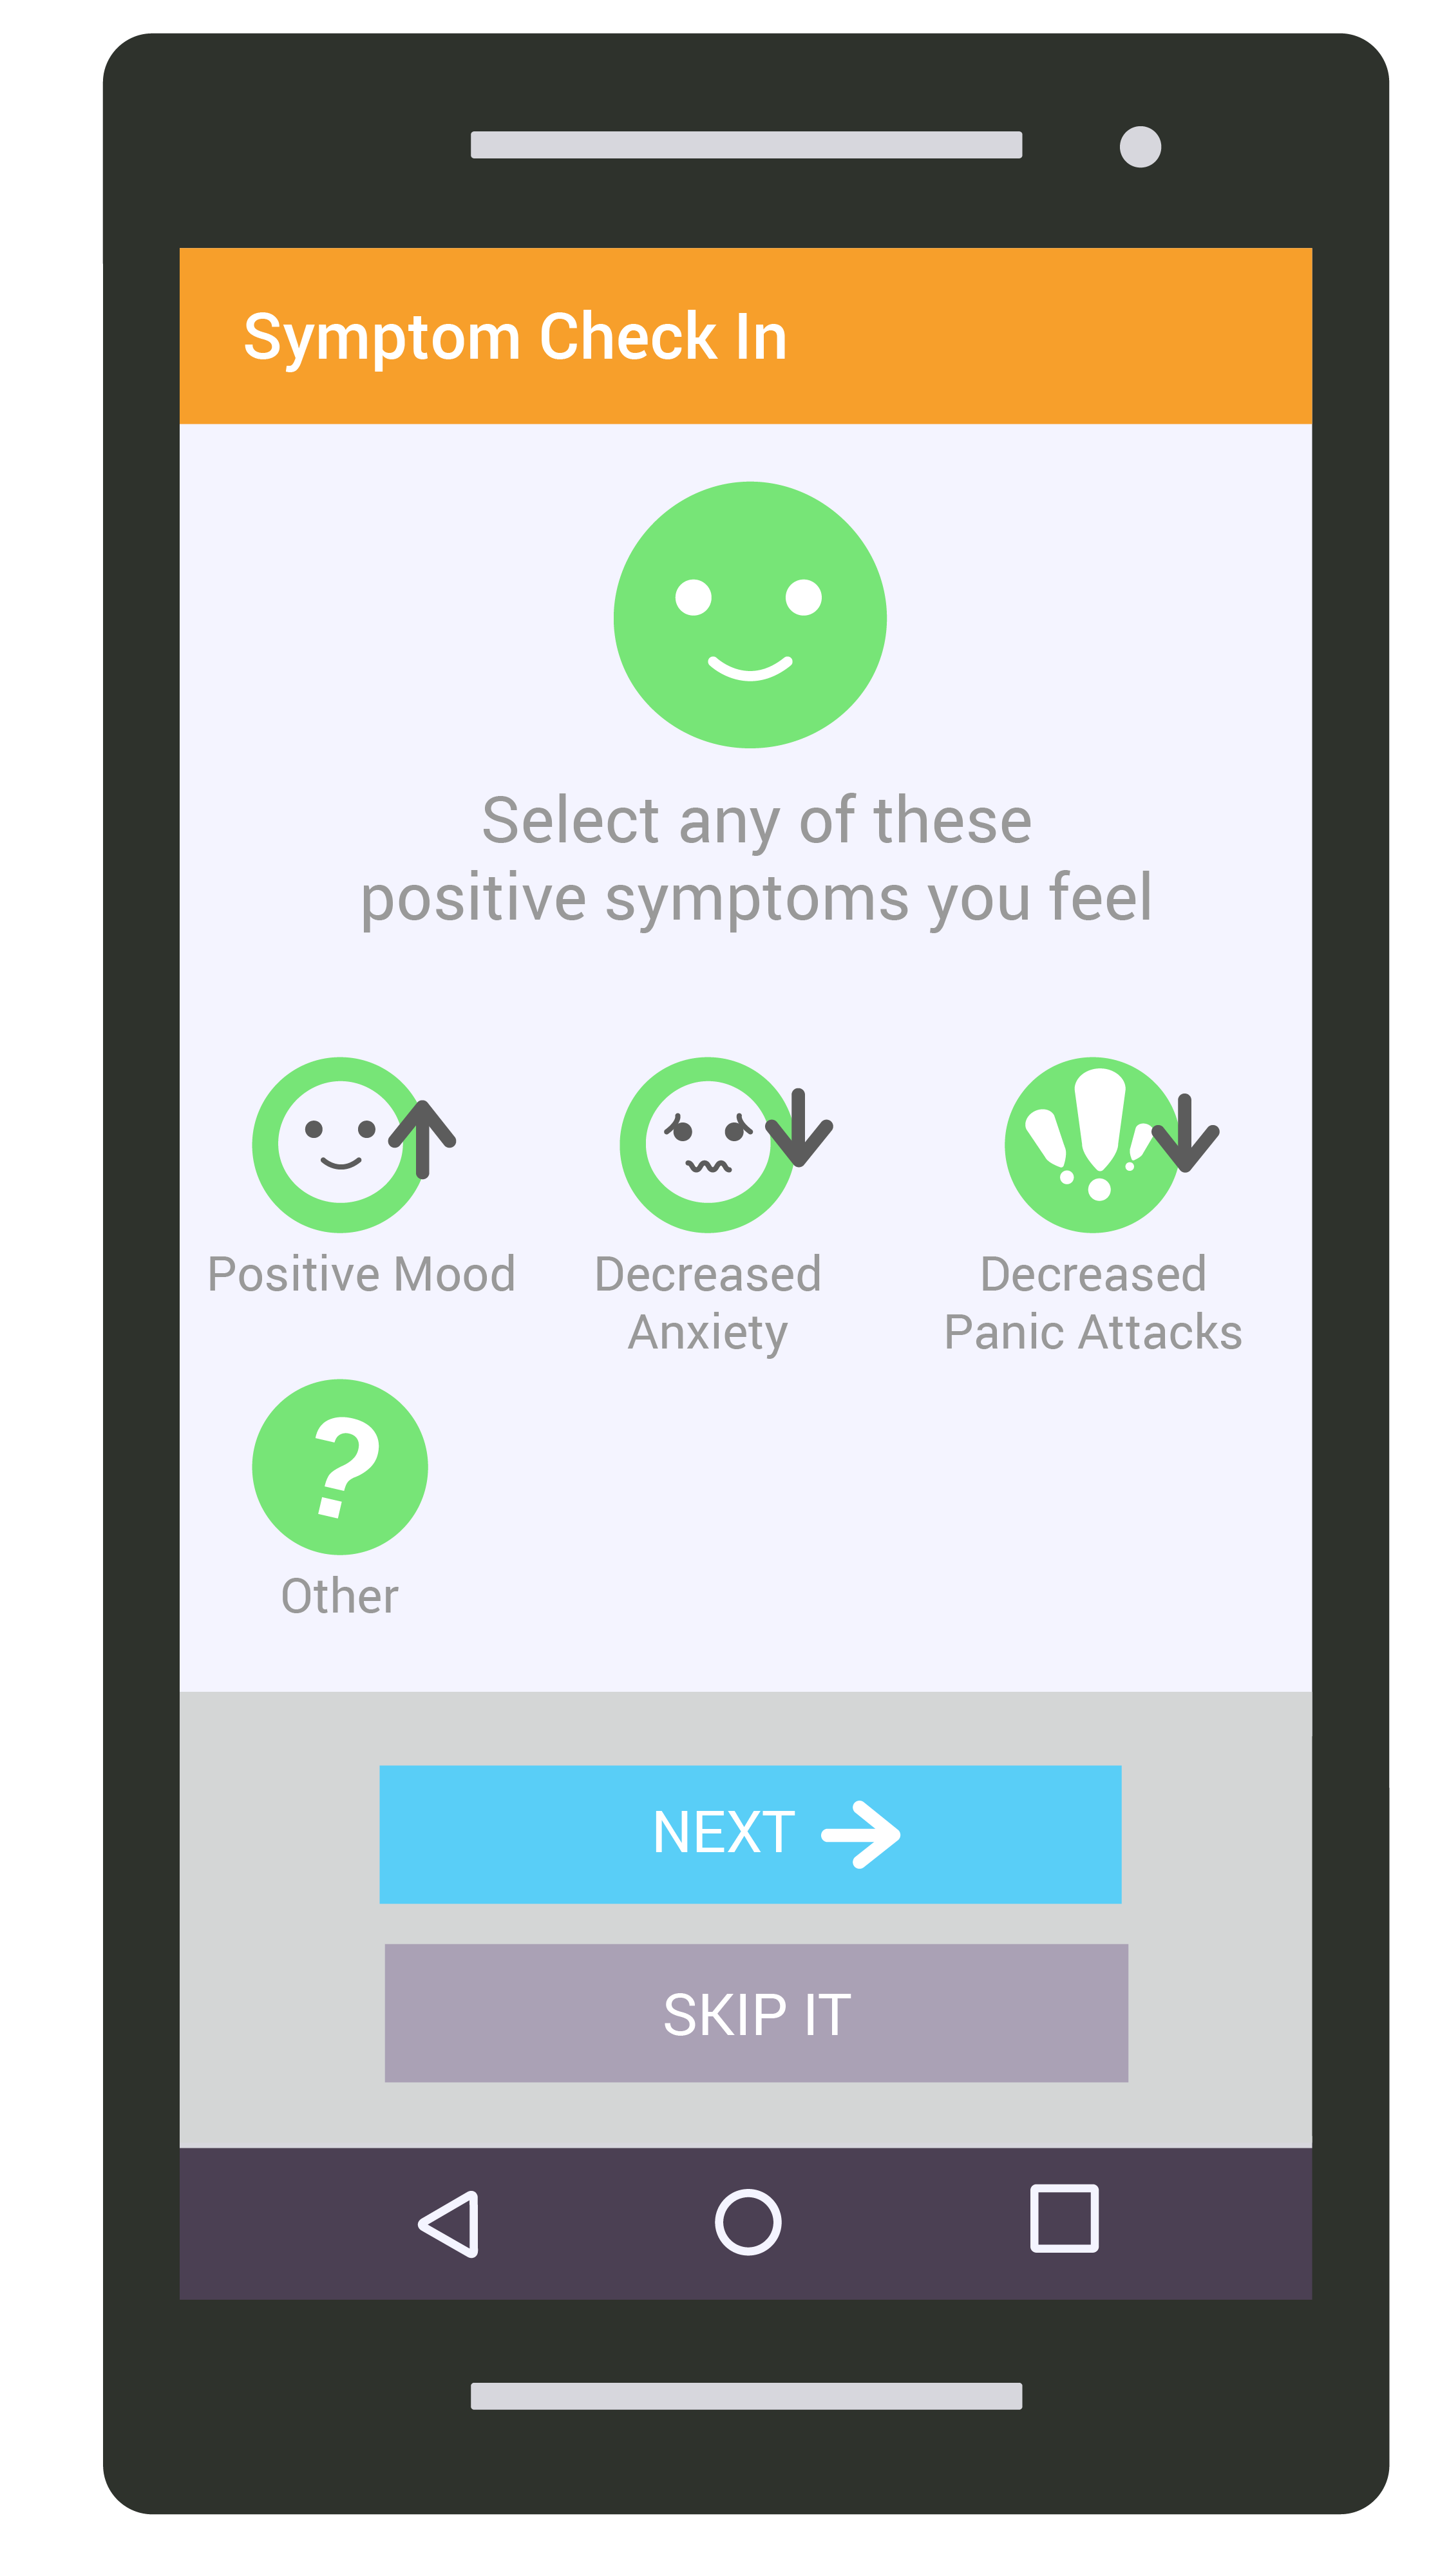 Symptom Check In
Select any of these
positive symptoms you feel
Positive Mood
Decreased
Anxiety
Decreased
Panic Attacks
?
Other
NEXT
SKIP IT